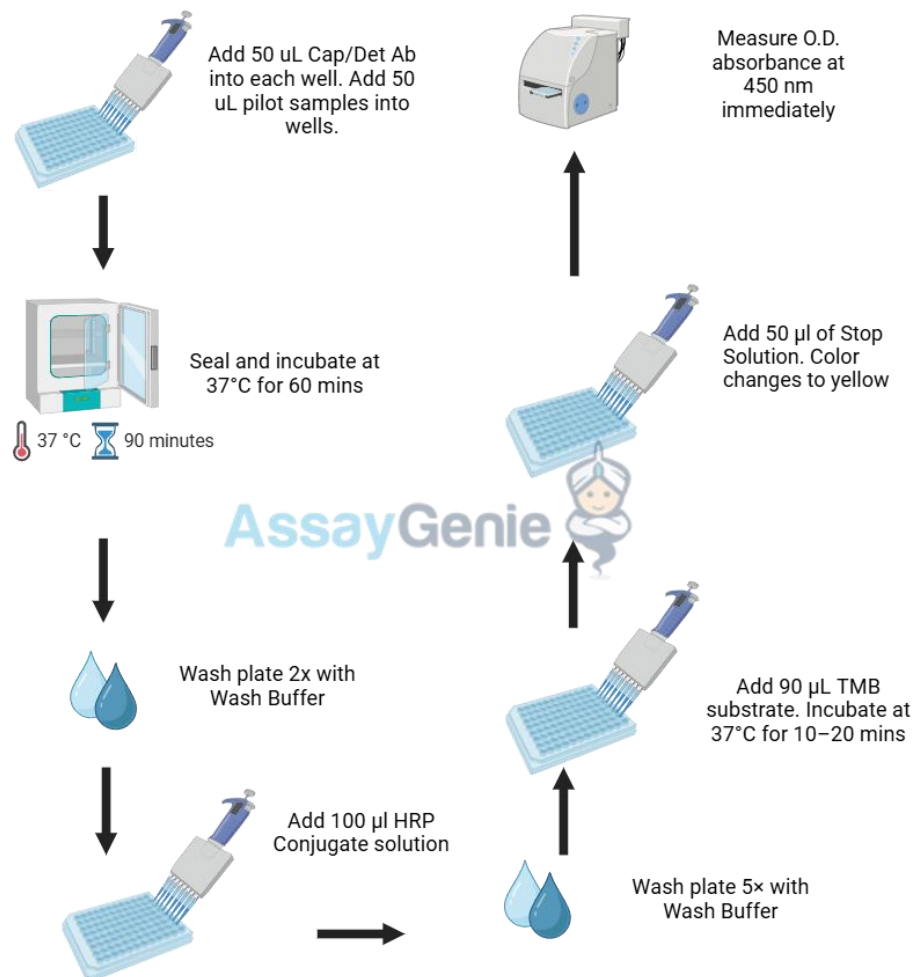 Add 50 uL Cap/Det Ab
into each well. Add 50
uL pilot samples into
wells.
Seal and incubate at
37°C for 60 mins
37 °C
90 minutes
Wash plate 2x with
Wash Buffer
Add 100 µl HRP
Conjugate solution
Wash plate 5× with
Wash Buffer
Add 90 µL TMB
substrate. Incubate at
37°C for 10–20 mins
Add 50 µl of Stop
Solution. Color
changes to yellow
Measure O.D.
absorbance at
450 nm
immediately
AssayGenie